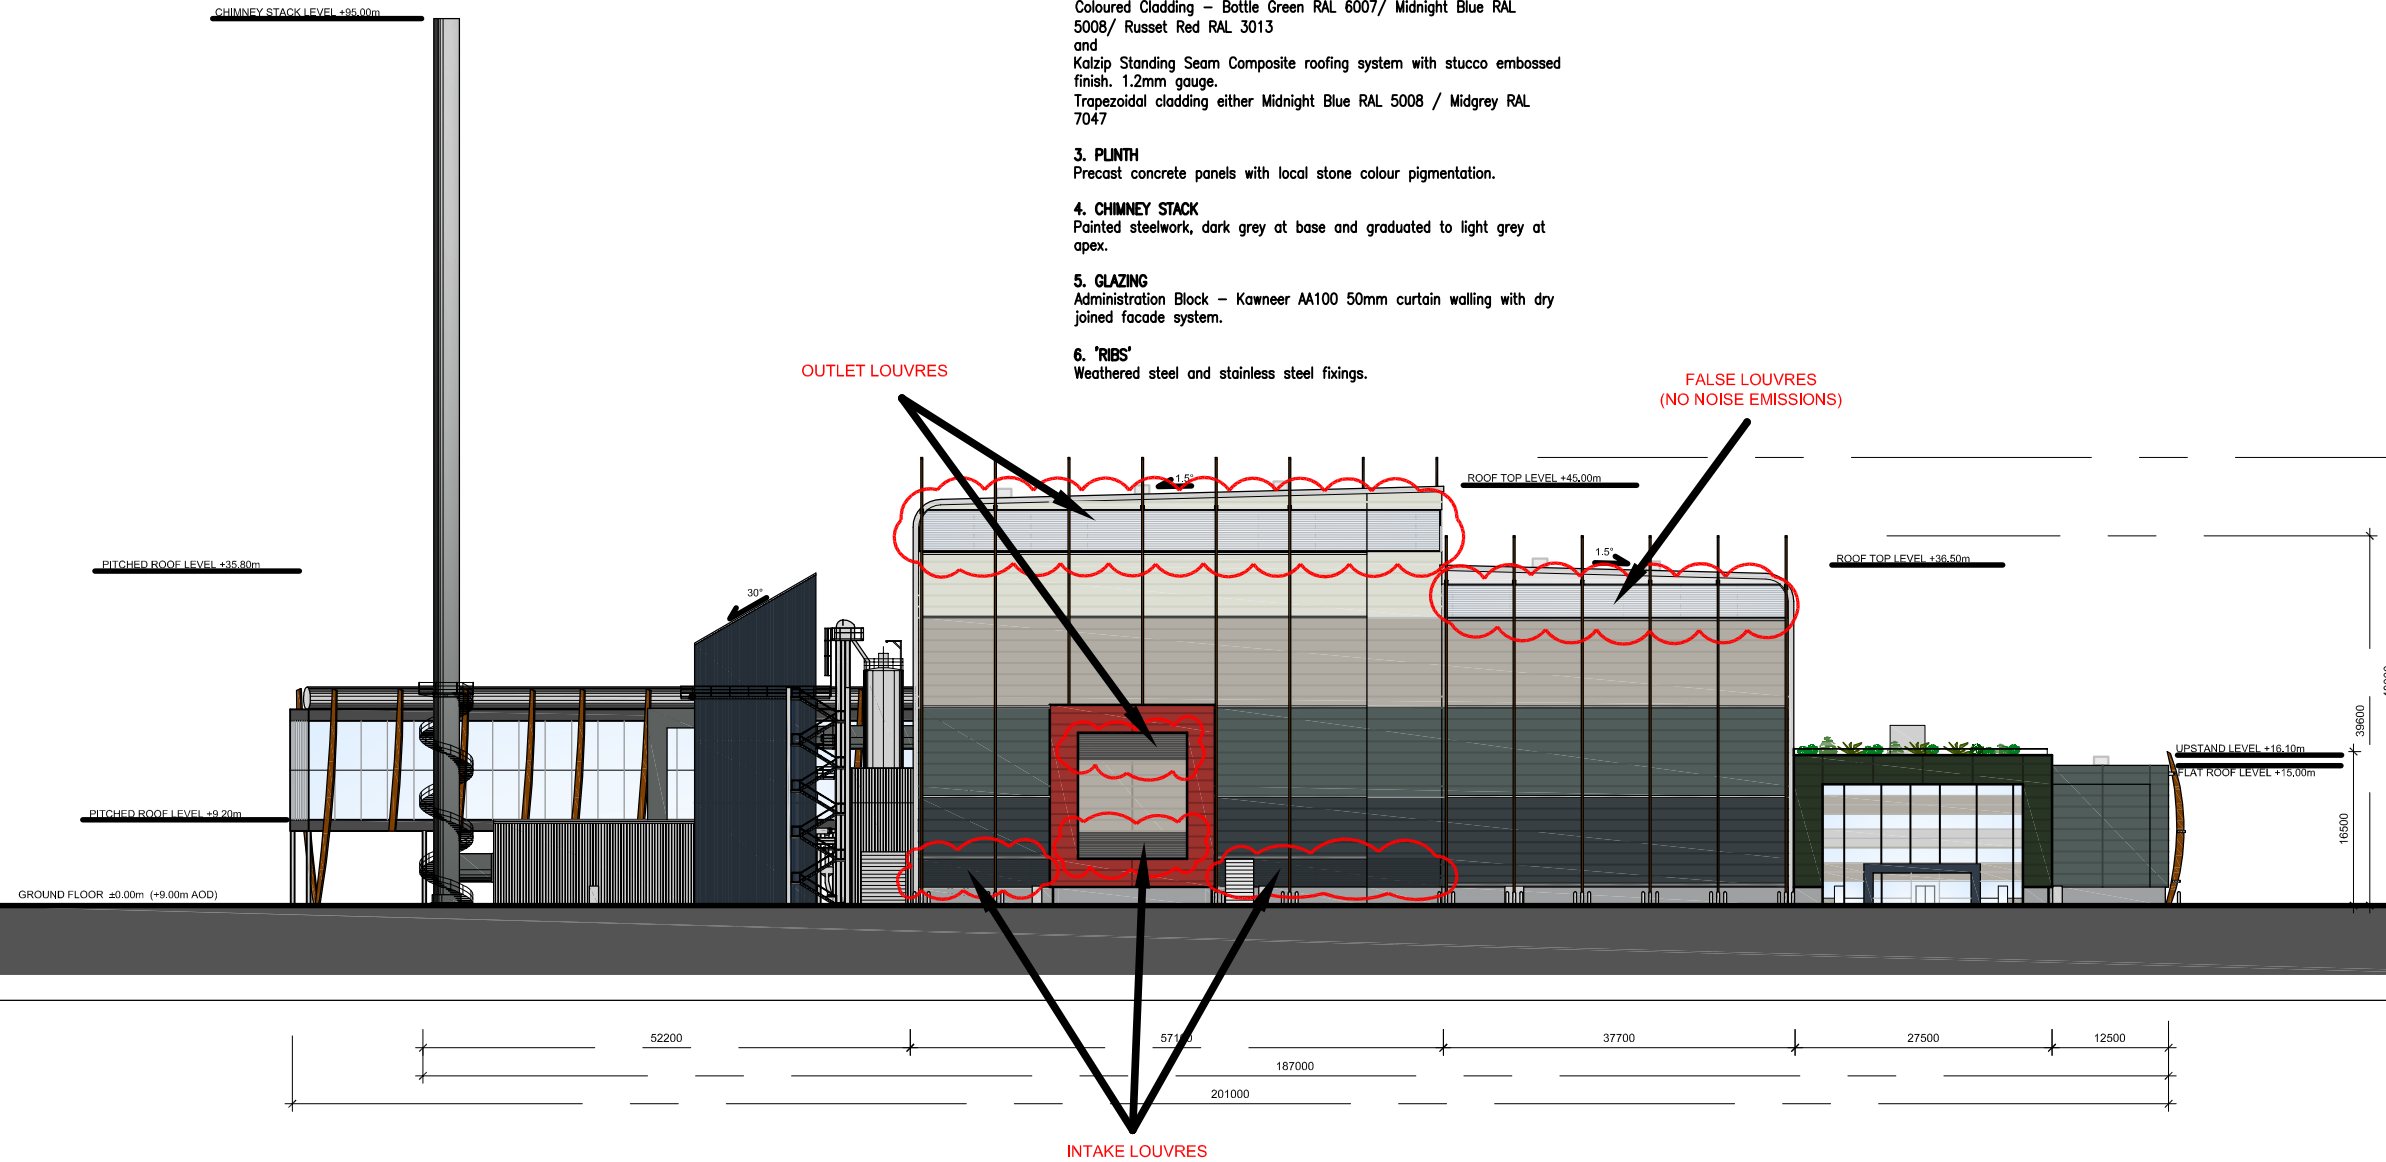 CHIMNEY STACK LEVEL +95.00m
Coloured Cladding – Bottle Green RAL 6007/ Midnight Blue RAL
5008/ Russet Red RAL 3013
and
Kalzip Standing Seam Composite roofing system with stucco embossed
finish. 1.2mm gauge.
Trapezoidal cladding either Midnight Blue RAL 5008 / Midgrey RAL
7047
3. PLINTH
Precast concrete panels with local stone colour pigmentation.
4. CHIMNEY STACK
Painted steelwork, dark grey at base and graduated to light grey at
apex.
5. GLAZING
Administration Block – Kawneer AA100 50mm curtain walling with dry
joined facade system.
6. 'RIBS'
Weathered steel and stainless steel fixings.
OUTLET LOUVRES
FALSE LOUVRES
(NO NOISE EMISSIONS)
1.5°
ROOF TOP LEVEL +45.00m
1.5°
ROOF TOP LEVEL +36.50m
PITCHED ROOF LEVEL +35.80m
30°
39600
UPSTAND LEVEL +16.10m
FLAT ROOF LEVEL +15,00m
16500
PITCHED ROOF LEVEL +9.20m
GROUND FLOOR ±0.00m (+9.00m AOD)
52200
57100
37700
27500
12500
187000
201000
INTAKE LOUVRES